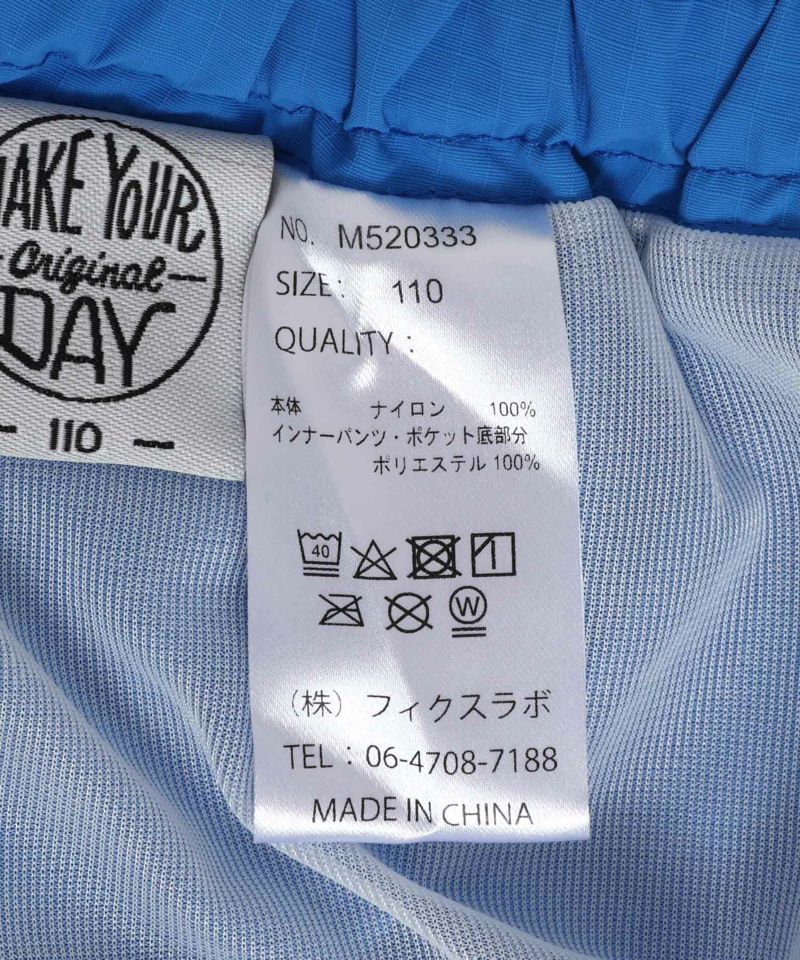 MAKE YOUR
Original
DAY
110
NO. M520333
SIZE: 110
QUALITY :
本体 ナイロン 100%
インナーパンツ・ポケット底部分
ポリエステル 100%
40
W
(株) フィクスラボ
TEL : 06-4708-7188
MADE IN CHINA